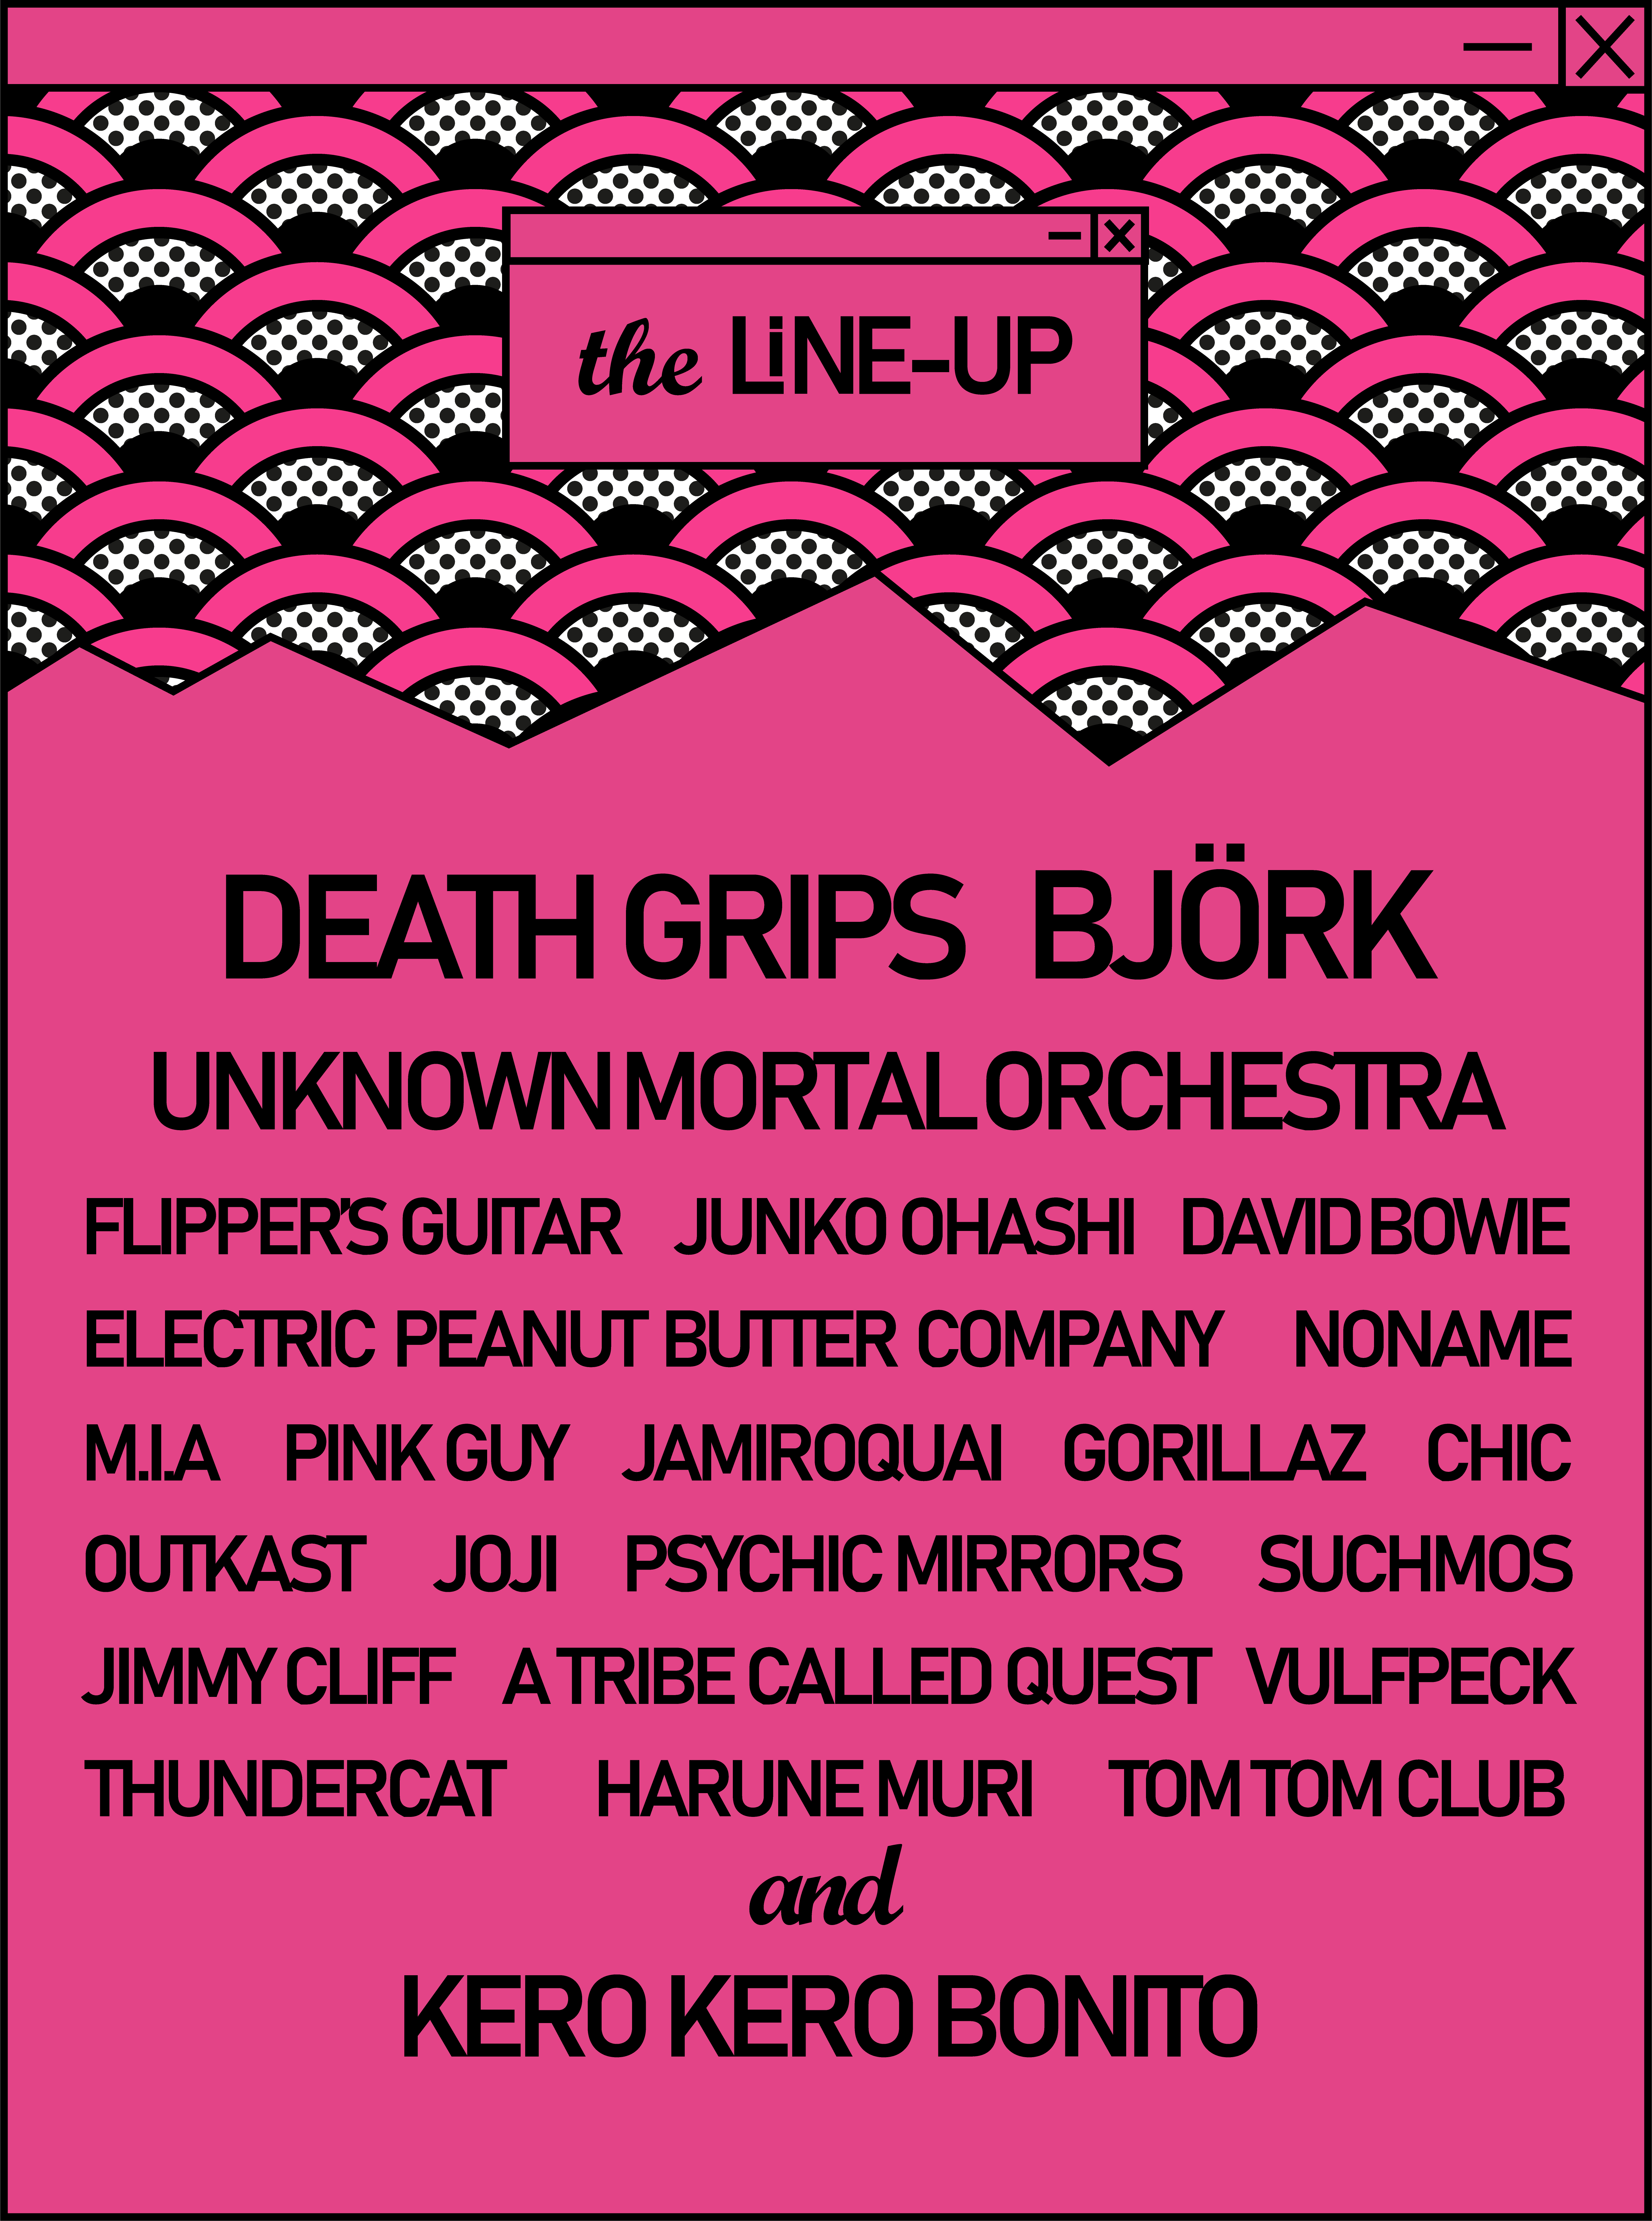 the LiNE-UP
DEATH GRIPS BJÖRK
UNKNOWN MORTAL ORCHESTRA
FLIPPER'S GUITAR JUNKO OHASHI DAVID BOWIE
ELECTRIC PEANUT BUTTER COMPANY NONAME
M.I.A PINK GUY JAMIROQUAI GORILLAZ CHIC
OUTKAST JOJI PSYCHIC MIRRORS SUCHMOS
JIMMY CLIFF A TRIBE CALLED QUEST VULFPECK
THUNDERCAT HARUNE MURI TOM TOM CLUB
and
KERO KERO BONITO